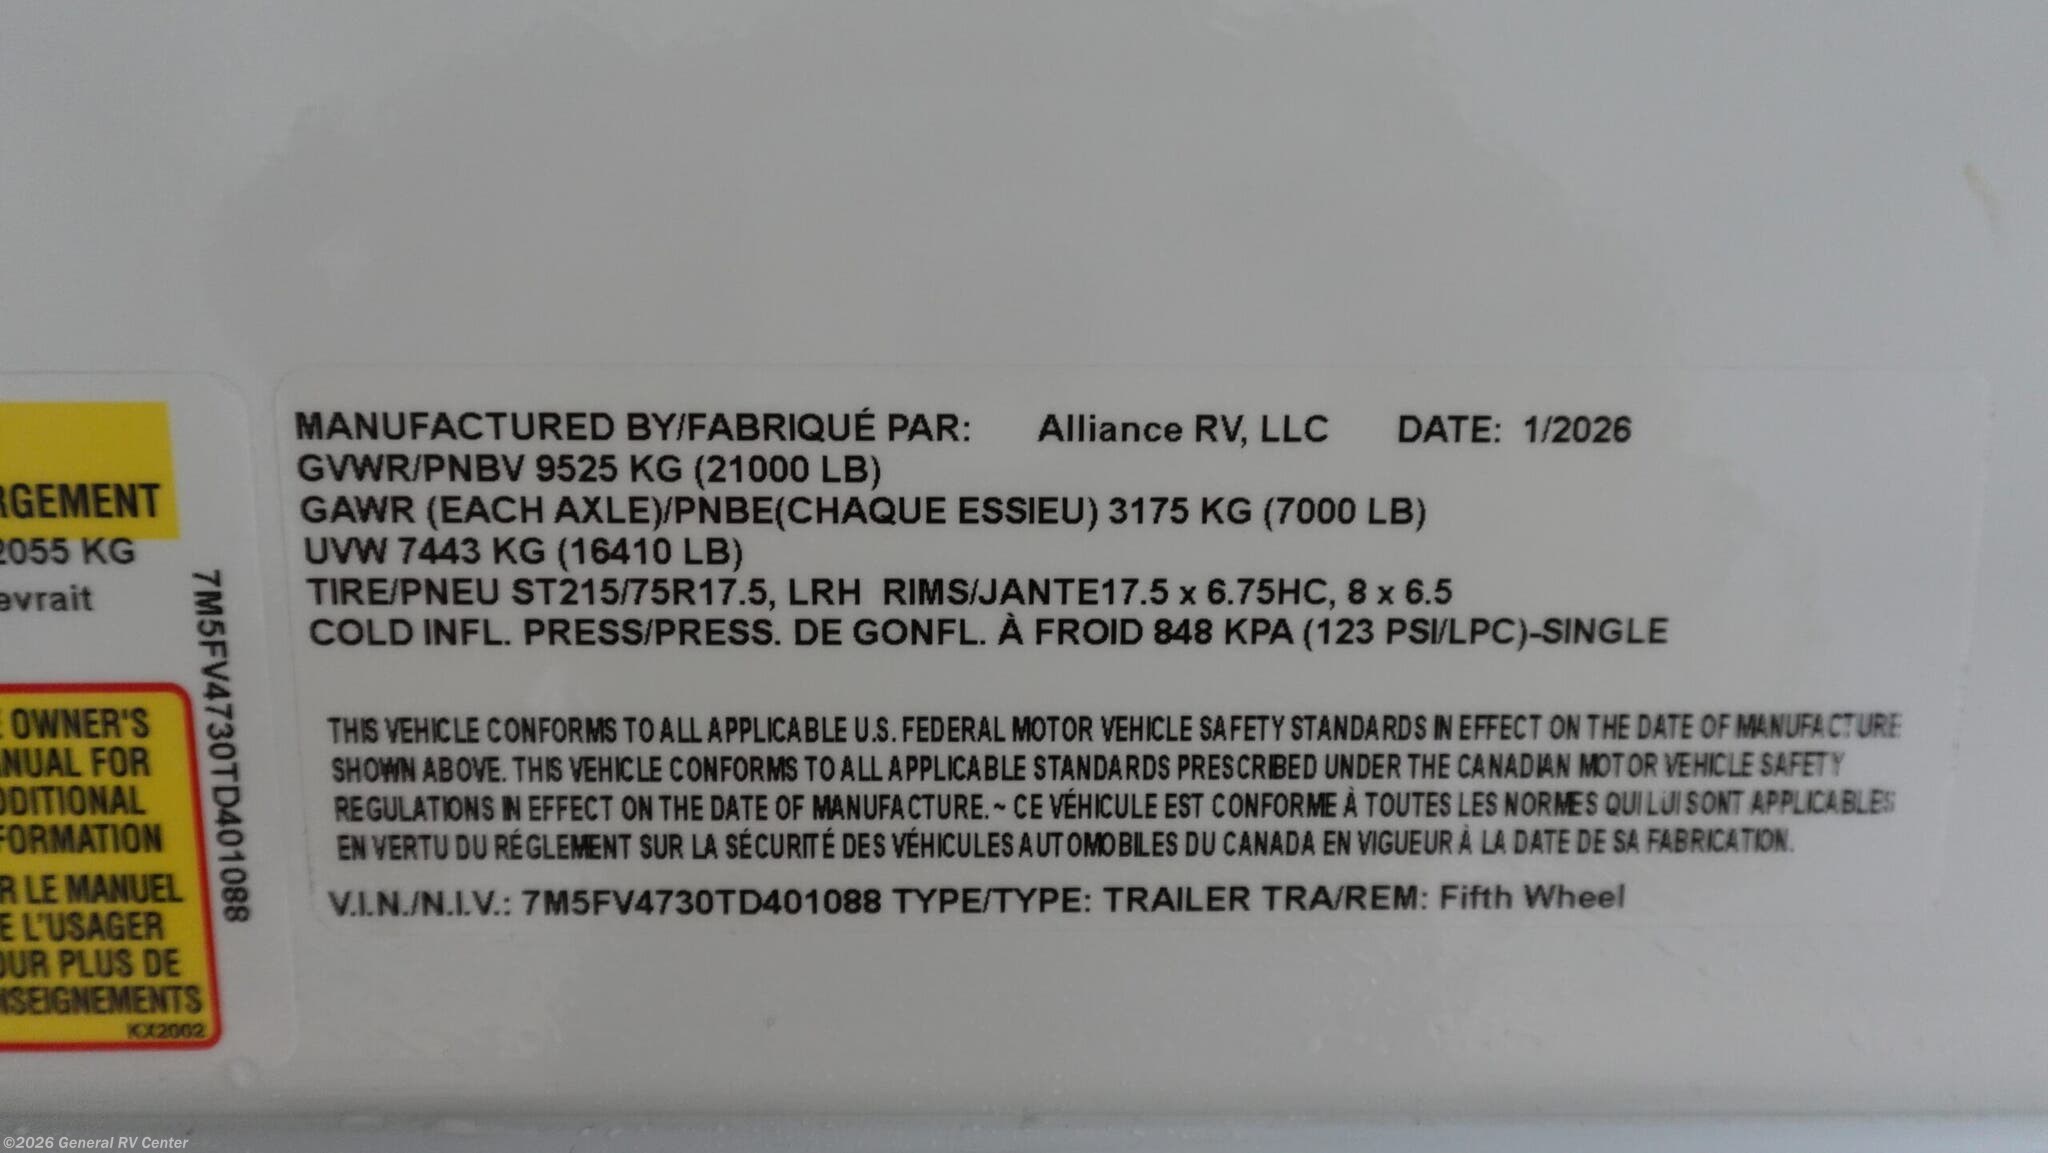 MANUFACTURED BY/FABRIQUÉ PAR: Alliance RV, LLC DATE: 1/2026
GVWR/PNBV 9525 KG (21000 LB)
GAWR (EACH AXLE)/PNBE(CHAQUE ESSIEU) 3175 KG (7000 LB)
UVW 7443 KG (16410 LB)
TIRE/PNEU ST215/75R17.5, LRH RIMS/JANTE17.5 x 6.75HC, 8 x 6.5
COLD INFL. PRESS/PRESS. DE GONFL. À FROID 848 KPA (123 PSI/LPC)-SINGLE
THIS VEHICLE CONFORMS TO ALL APPLICABLE U.S. FEDERAL MOTOR VEHICLE SAFETY STANDARDS IN EFFECT ON THE DATE OF MANUFACTURE
SHOWN ABOVE. THIS VEHICLE CONFORMS TO ALL APPLICABLE STANDARDS PRESCRIBED UNDER THE CANADIAN MOTOR VEHICLE SAFETY
REGULATIONS IN EFFECT ON THE DATE OF MANUFACTURE. ~ CE VÉHICULE EST CONFORME À TOUTES LES NORMES QUI LUI SONT APPLICABLES
EN VERTU DU RÉGLEMENT SUR LA SÉCURITÉ DES VÉHICULES AUTOMOBILES DU CANADA EN VIGUEUR À LA DATE DE SA FABRICATION.
V.I.N./N.I.V.: 7M5FV4730TD401088 TYPE/TYPE: TRAILER TRA/REM: Fifth Wheel
RGEMENT
2055 KG
evrait
7M5FV4730TD401088
E OWNER'S
ANUAL FOR
DDITIONAL
FORMATION
R LE MANUEL
E L'USAGER
OUR PLUS DE
NSEIGNEMENTS
KX2002
©2026 General RV Center